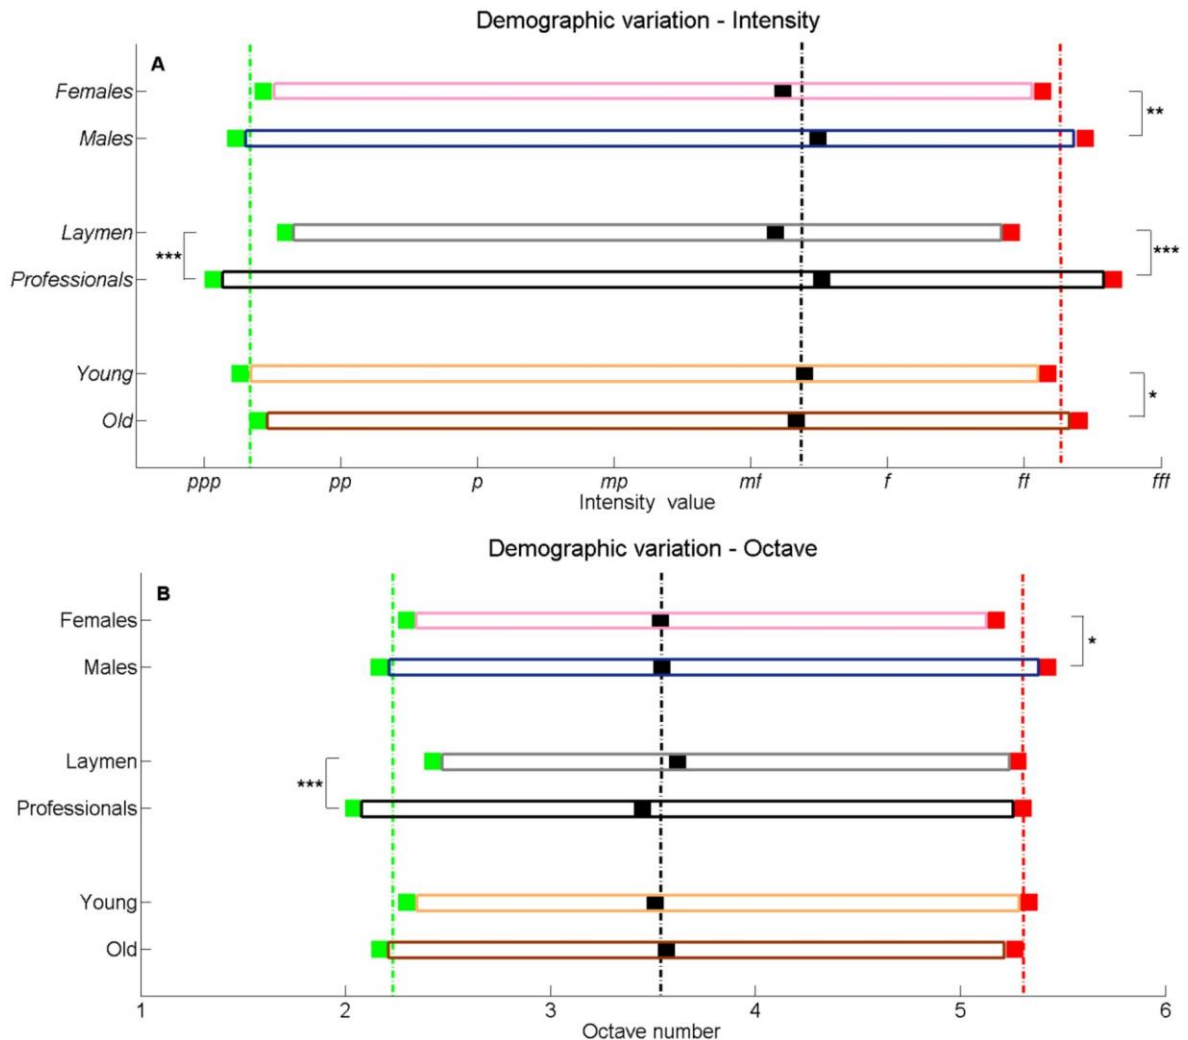 Demographic variation - Intensity
A
Females
**
Males
Laymen
***
***
Professionals
Young
*
Old
ppp pp p mp mf f ff fff
Intensity value
Demographic variation - Octave
B
Females
*
Males
Laymen
***
Professionals
Young
Old
1 2 3 4 5 6
Octave number